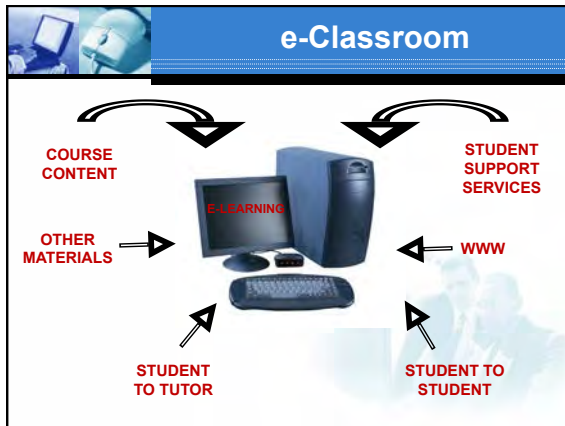 e-Classroom
COURSE
CONTENT
STUDENT
SUPPORT
SERVICES
E-LEARNING
OTHER
MATERIALS
WWW
STUDENT
TO TUTOR
STUDENT TO
STUDENT